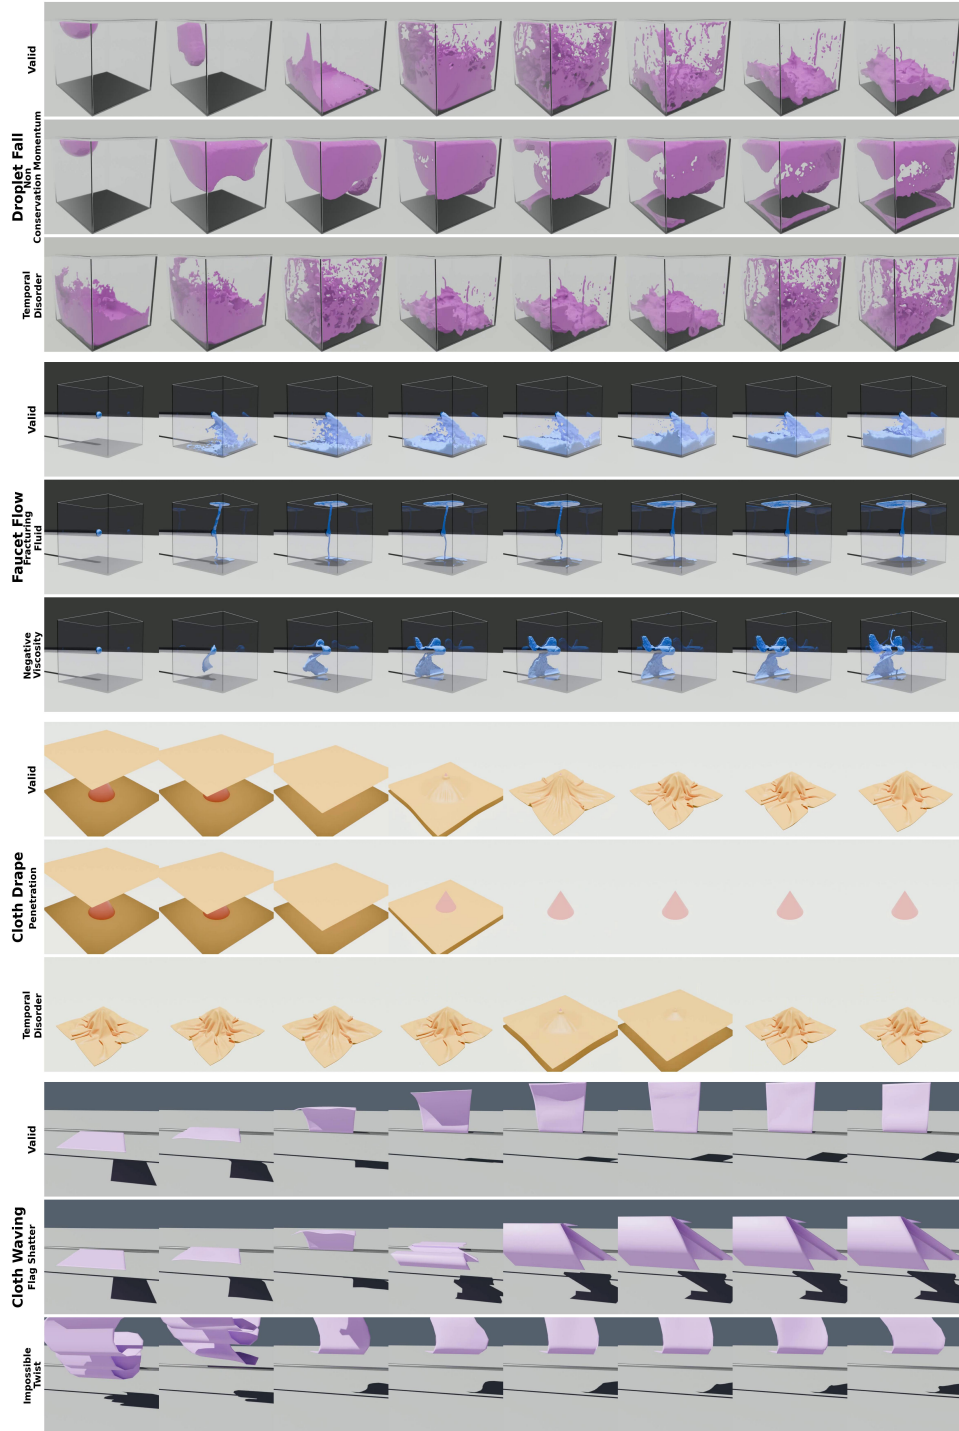 Droplet Fall
Valid
Non
Conservation Momentum
Temporal
Disorder
Faucet Flow
Valid
Fracturing
Fluid
Negative
Viscosity
Cloth Drape
Valid
Penetration
Temporal
Disorder
Cloth Waving
Valid
Flag Shatter
Impossible
Twist